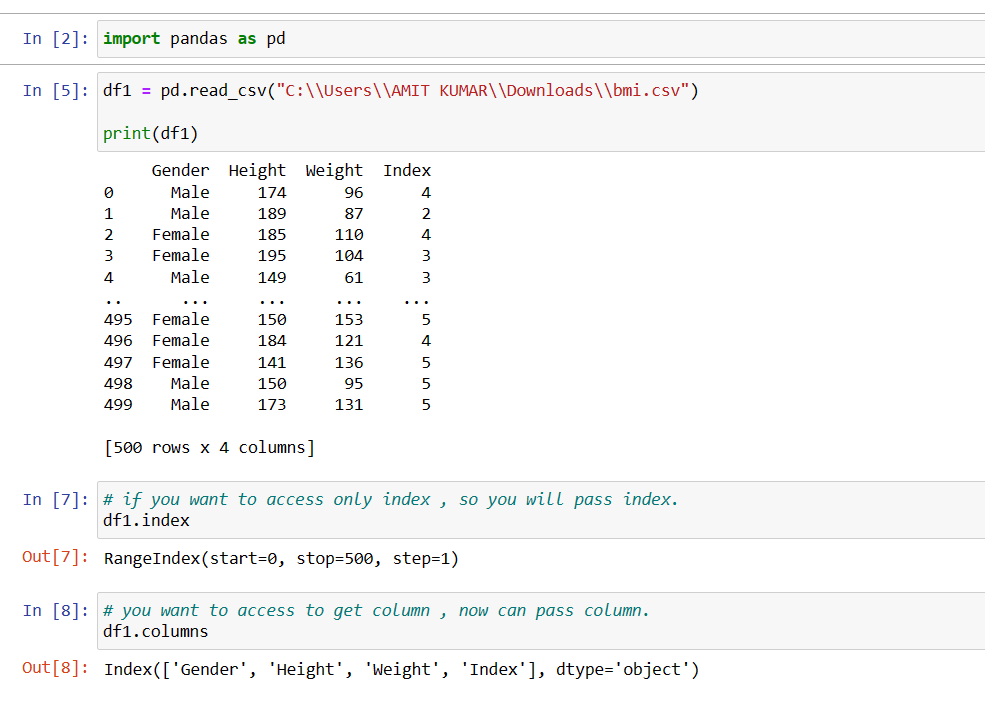 In [2]: import pandas as pd
In [5]: df1 = pd.read_csv("C:\\Users\\AMIT KUMAR\\Downloads\\bmi.csv")
print(df1)
Gender Height Weight Index
0 Male 174 96 4
1 Male 189 87 2
2 Female 185 110 4
3 Female 195 104 3
4 Male 149 61 3
.. ... ... ... ...
495 Female 150 153 5
496 Female 184 121 4
497 Female 141 136 5
498 Male 150 95 5
499 Male 173 131 5
[500 rows x 4 columns]
In [7]: # if you want to access only index , so you will pass index.
df1.index
Out[7]: RangeIndex(start=0, stop=500, step=1)
In [8]: # you want to access to get column , now can pass column.
df1.columns
Out[8]: Index(['Gender', 'Height', 'Weight', 'Index'], dtype='object')